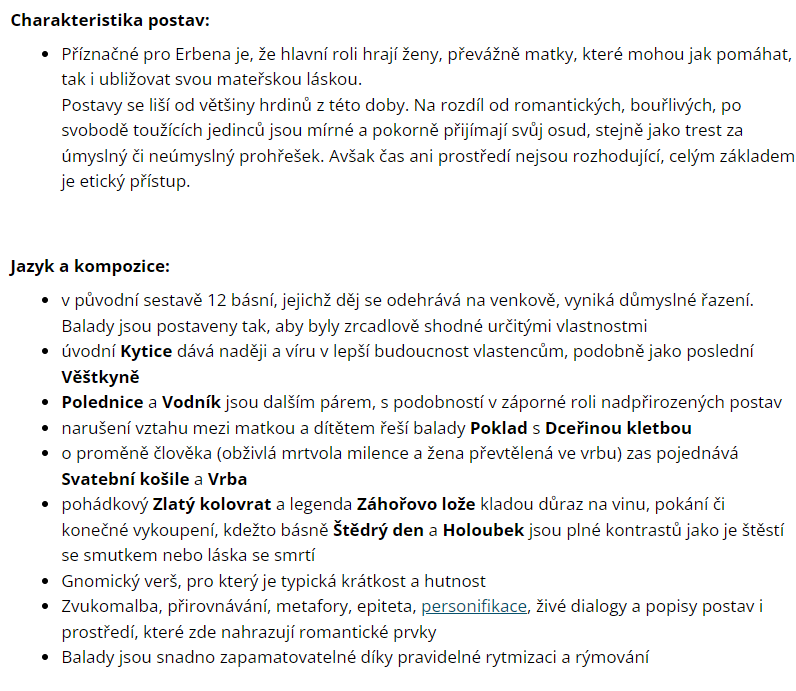 Charakteristika postav:
Příznačné pro Erbena je, že hlavní roli hrají ženy, převážně matky, které mohou jak pomáhat,
tak i ubližovat svou mateřskou láskou.
Postavy se liší od většiny hrdinů z této doby. Na rozdíl od romantických, bouřlivých, po
svobodě toužících jedinců jsou mírné a pokorně přijímají svůj osud, stejně jako trest za
úmyslný či neúmyslný prohřešek. Avšak čas ani prostředí nejsou rozhodující, celým základem
je etický přístup.
Jazyk a kompozice:
v původní sestavě 12 básní, jejichž děj se odehrává na venkově, vyniká důmyslné řazení.
Balady jsou postaveny tak, aby byly zrcadlově shodné určitými vlastnostmi
úvodní Kytice dává naději a víru v lepší budoucnost vlastencům, podobně jako poslední
Věštkyně
Polednice a Vodník jsou dalším párem, s podobností v záporné roli nadpřirozených postav
narušení vztahu mezi matkou a dítětem řeší balady Poklad s Dceřinou kletbou
o proměně člověka (obživlá mrtvola milence a žena převtělená ve vrbu) zas pojednává
Svatební košile a Vrba
pohádkový Zlatý kolovrat a legenda Záhořovo lože kladou důraz na vinu, pokání či
konečné vykoupení, kdežto básně Štědrý den a Holoubek jsou plné kontrastů jako je štěstí
se smutkem nebo láska se smrtí
Gnomický verš, pro který je typická krátkost a hutnost
Zvukomalba, přirovnávání, metafory, epiteta, personifikace, živé dialogy a popisy postav i
prostředí, které zde nahrazují romantické prvky
Balady jsou snadno zapamatovatelné díky pravidelné rytmizaci a rýmování